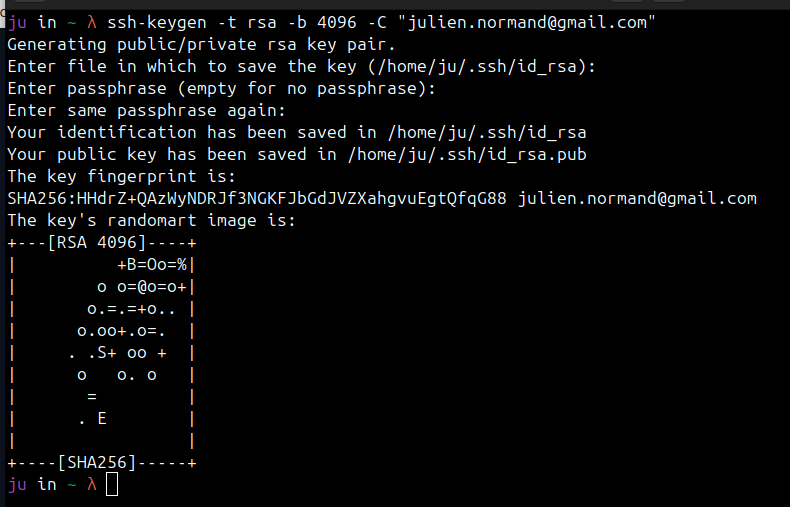 ju in ~ λ ssh-keygen -t rsa -b 4096 -C "julien.normand@gmail.com"
Generating public/private rsa key pair.
Enter file in which to save the key (/home/ju/.ssh/id_rsa):
Enter passphrase (empty for no passphrase):
Enter same passphrase again:
Your identification has been saved in /home/ju/.ssh/id_rsa
Your public key has been saved in /home/ju/.ssh/id_rsa.pub
The key fingerprint is:
SHA256:HHdrZ+QAzWyNDRJf3NGKFJbGdJVZXahgvuEgtQfqG88 julien.normand@gmail.com
The key's randomart image is:
+---[RSA 4096]----+
|          +B=Oo=%|
|        o o=@o=o+|
|       o.=.=+o.. |
|      o.oo+.o=.  |
|     . .S+ oo +  |
|      o   o. o   |
|       =         |
|      . E        |
|                 |
+----[SHA256]-----+
ju in ~ λ